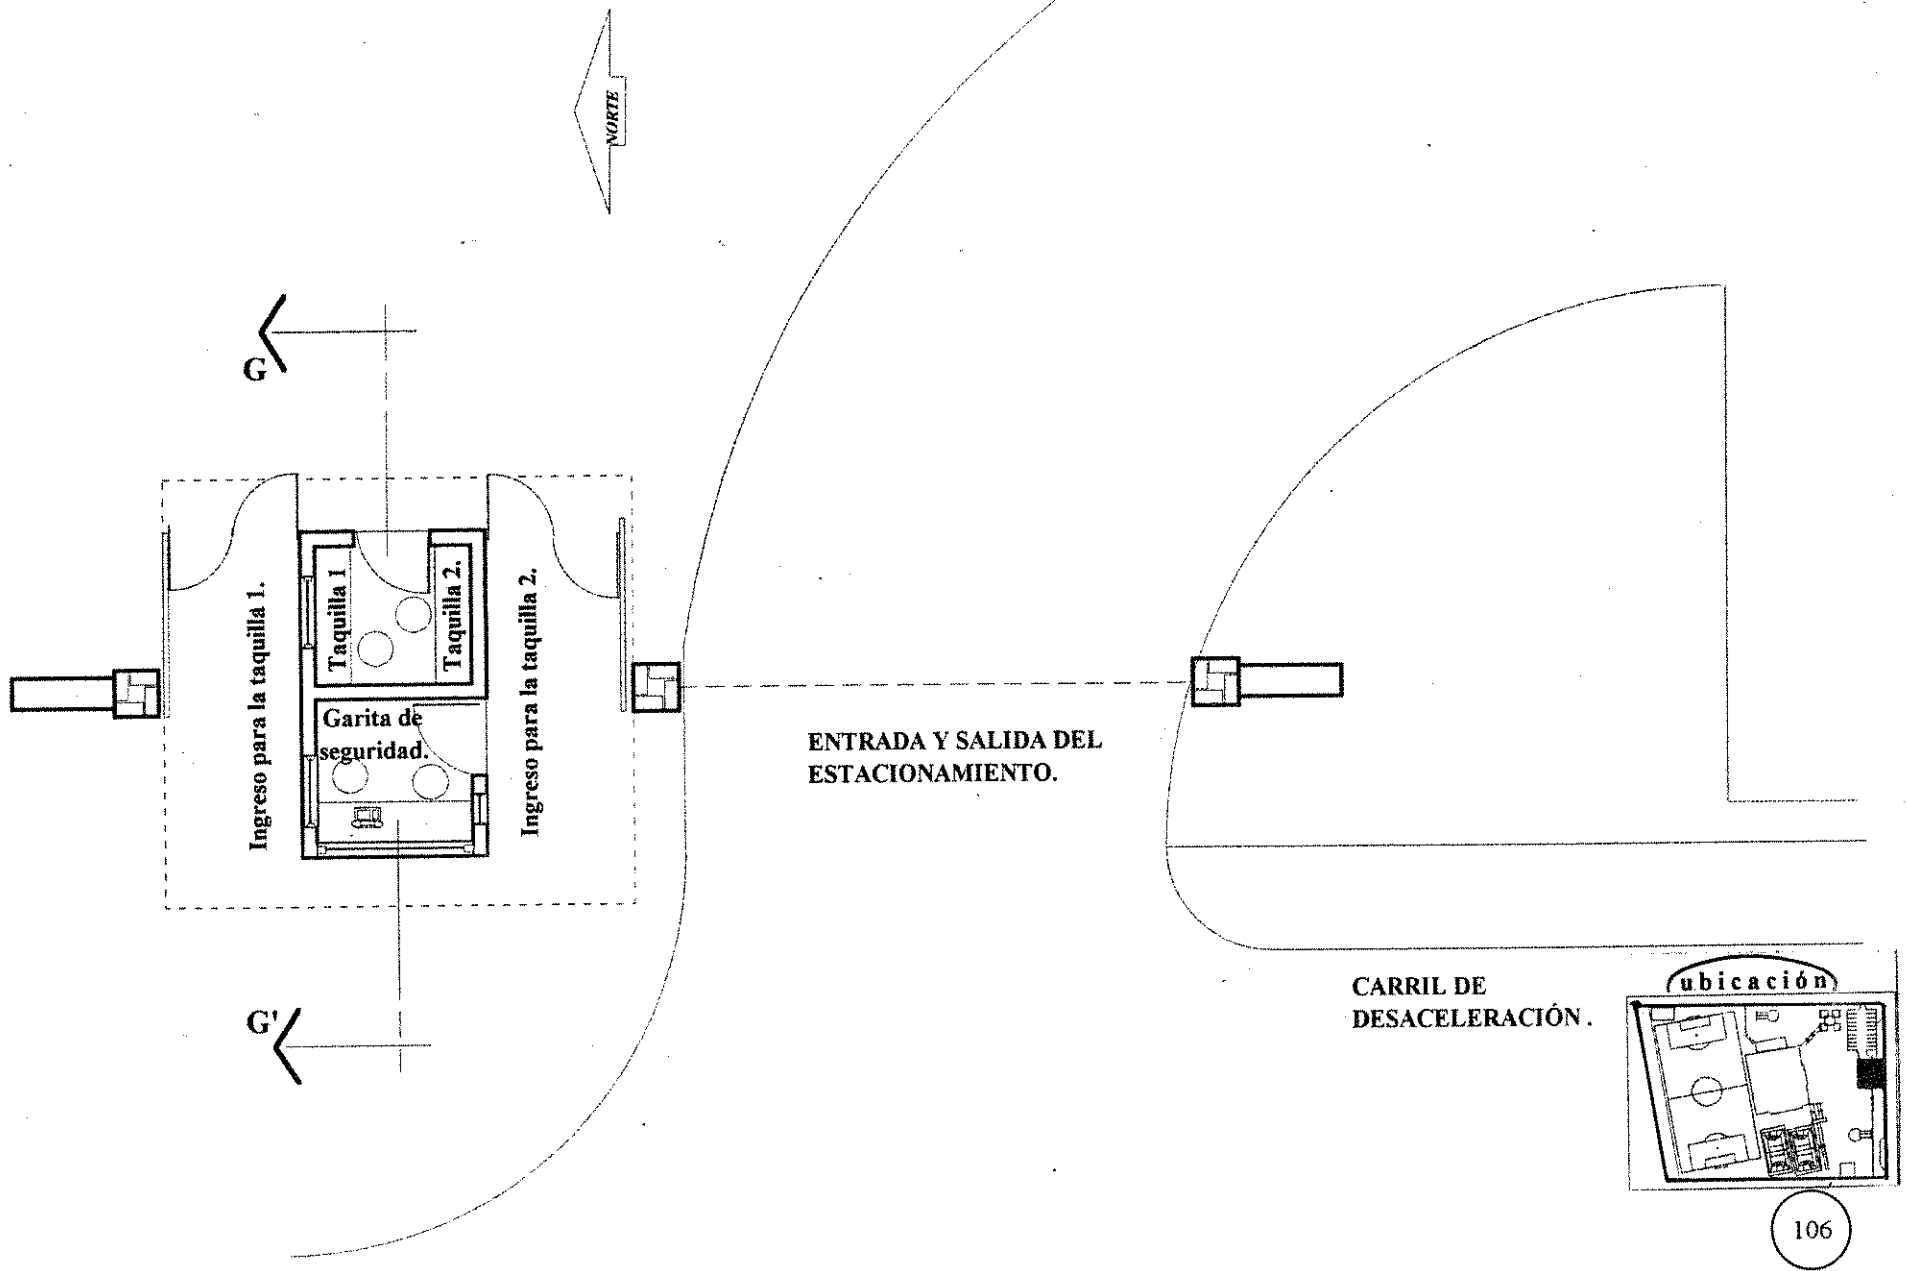 NORTE
G
Ingreso para la taquilla 1.
Taquilla 1
Taquilla 2.
Ingreso para la taquilla 2.
Garita de
seguridad.
ENTRADA Y SALIDA DEL
ESTACIONAMIENTO.
G'
CARRIL DE
DESACELERACIÓN .
ubicación
106